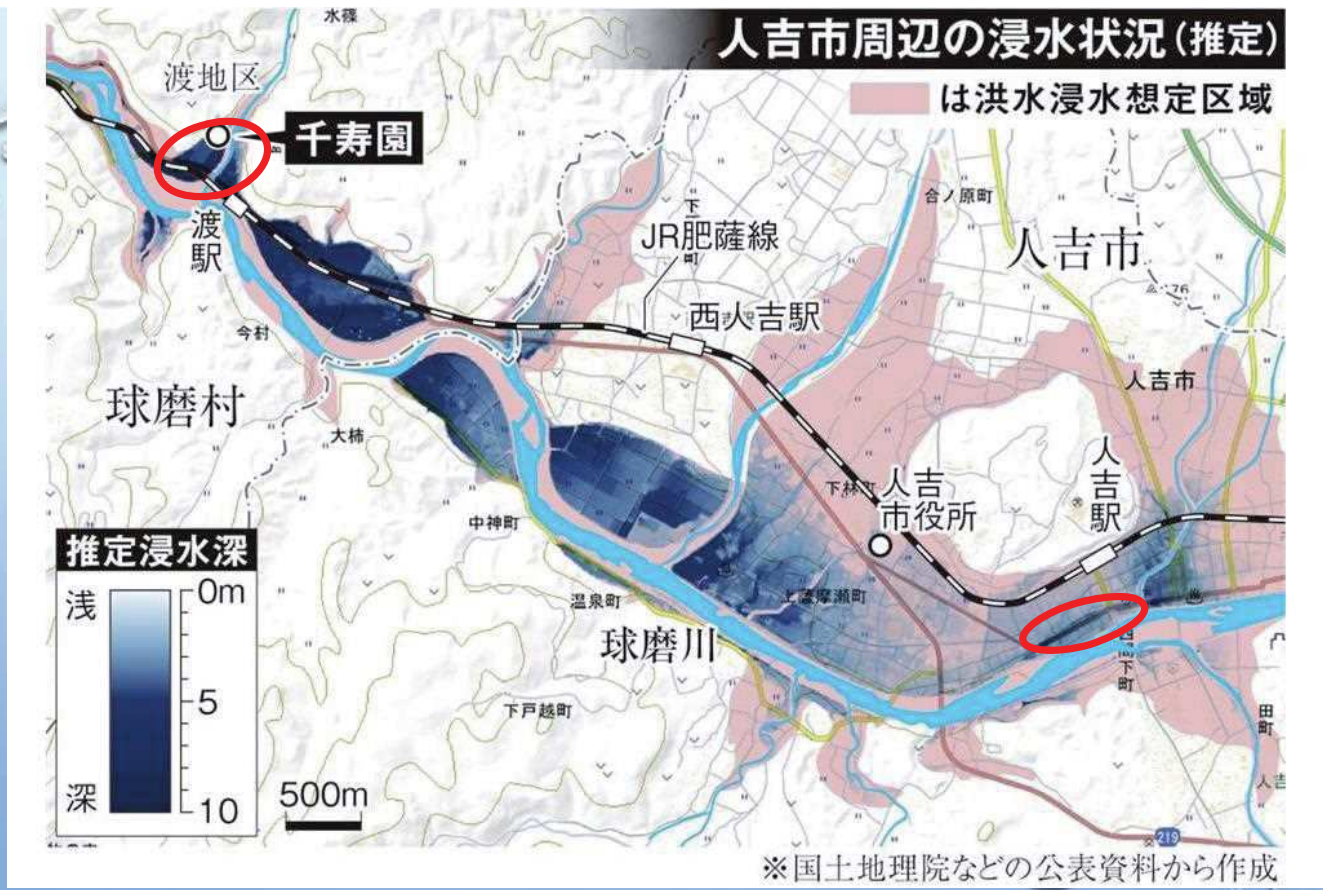 人吉市周辺の浸水状況(推定)
は洪水浸水想定区域
水篠
渡地区
千寿園
渡駅
合ノ原町
JR肥薩線
人吉市
西人吉駅
今村
球磨村
大柿
人吉市
下林町
人吉市役所
人吉駅
中神町
推定浸水深
浅
0m
5
深
10
500m
温泉町
上薩摩瀬町
球磨川
下戸越町
田町
219
※国土地理院などの公表資料から作成